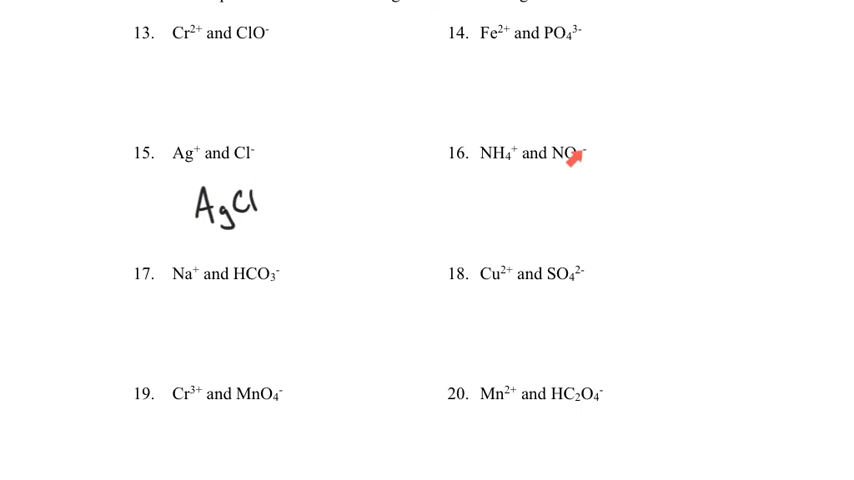 13. Cr²⁺ and ClO⁻
14. Fe²⁺ and PO₄³⁻
15. Ag⁺ and Cl⁻
16. NH₄⁺ and
AgCl
17. Na⁺ and HCO₃⁻
18. Cu²⁺ and SO₄²⁻
19. Cr³⁺ and MnO₄⁻
20. Mn²⁺ and HC₂O₄⁻